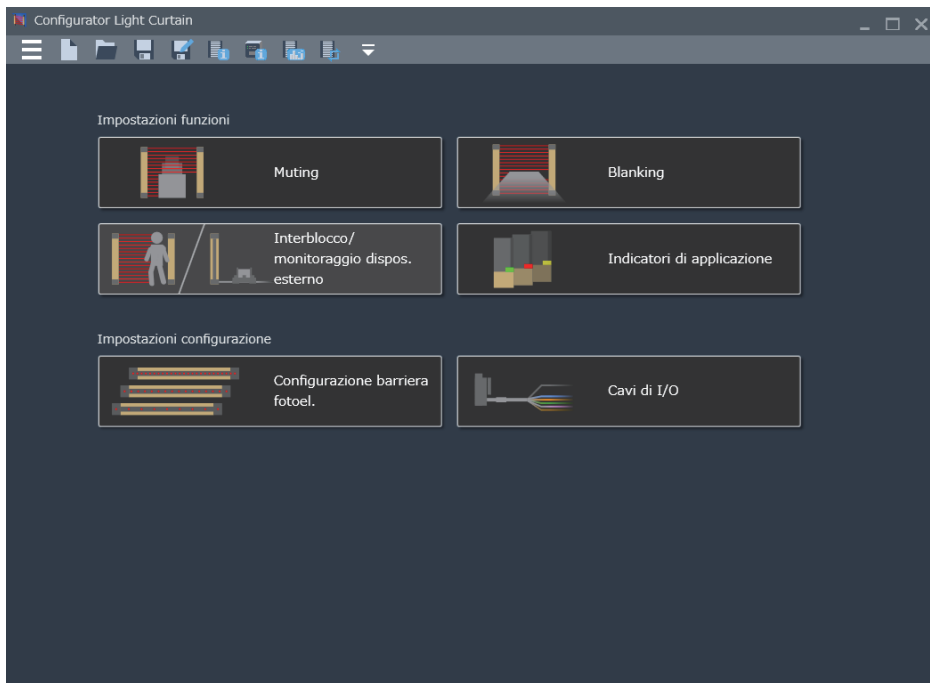 Configurator Light Curtain
Impostazioni funzioni
Muting
Blanking
Interblocco/
monitoraggio dispos.
esterno
Indicatori di applicazione
Impostazioni configurazione
Configurazione barriera
fotoel.
Cavi di I/O